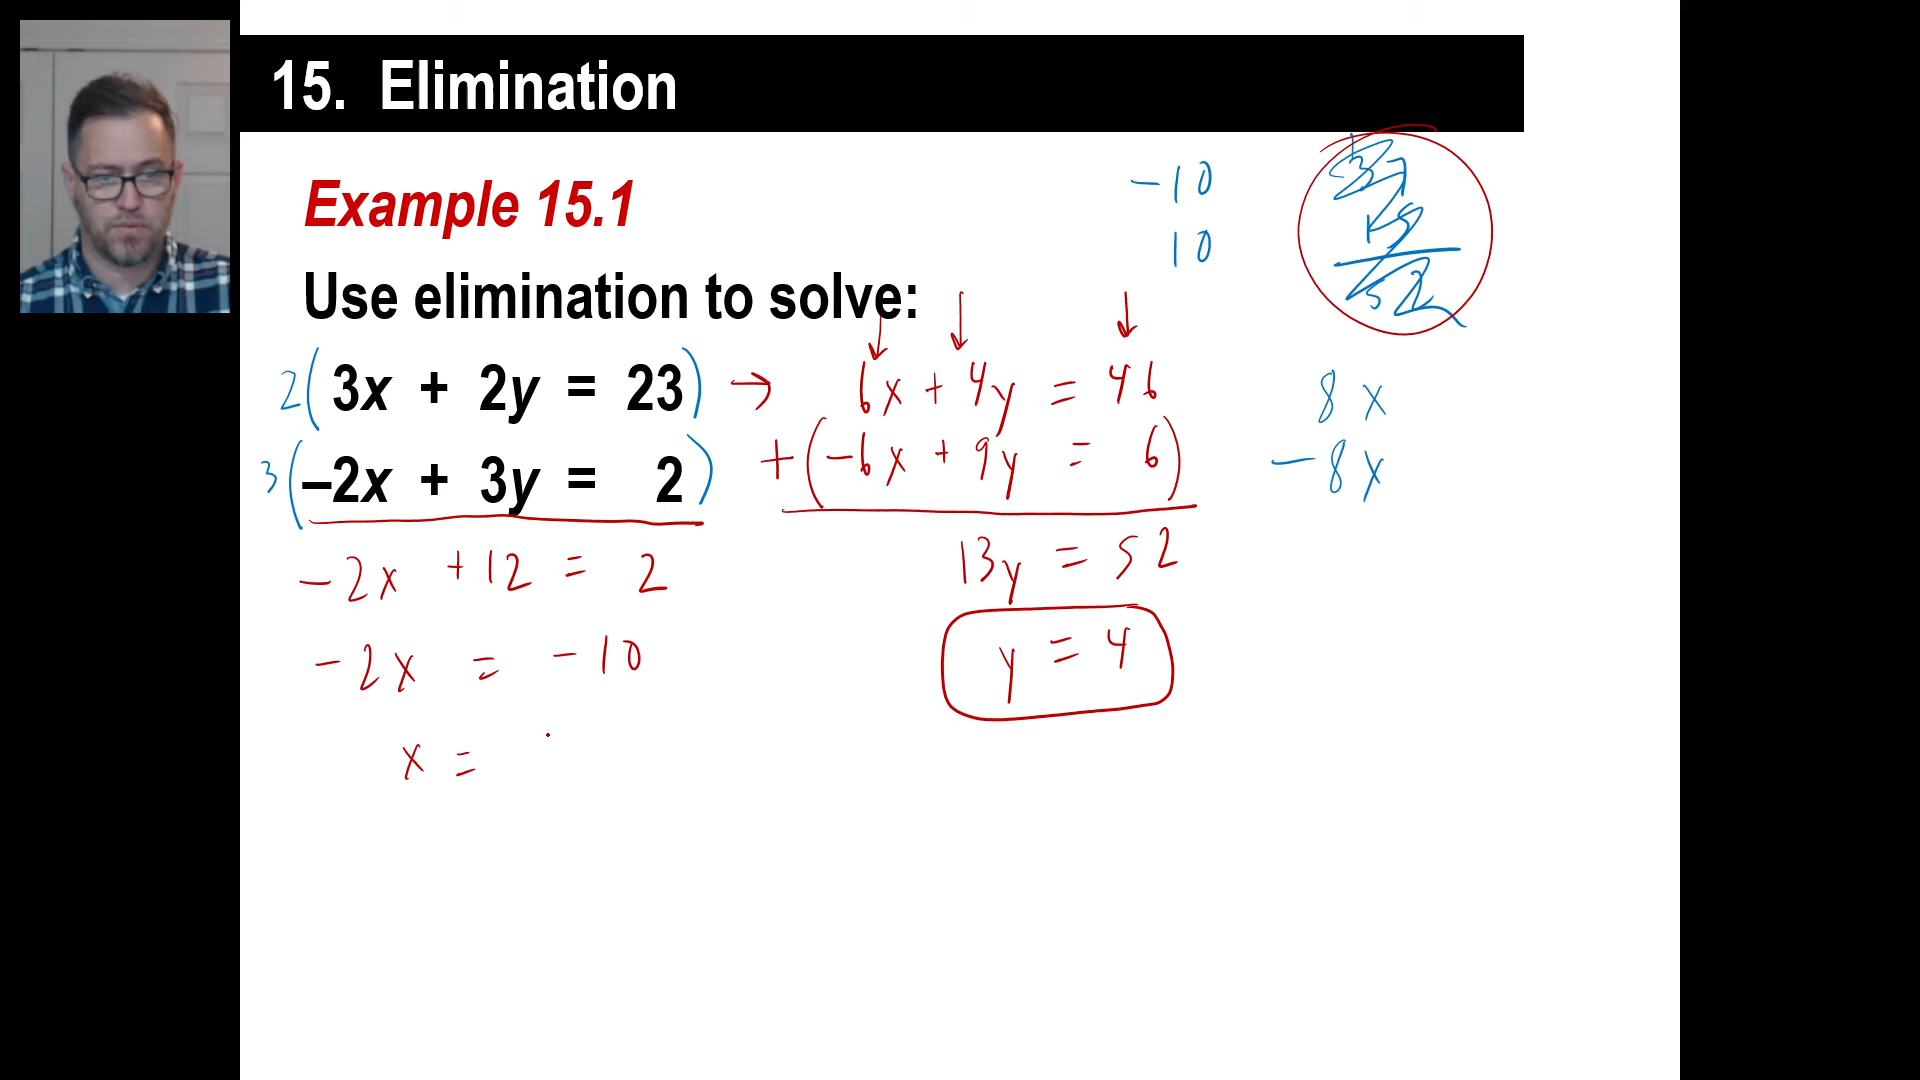 15. Elimination
Example 15.1
-10
10
52
Use elimination to solve:
2(3x + 2y = 23) → 6x + 4y = 46
3(–2x + 3y = 2) +(-6x + 9y = 6)
8x
-8x
-2x +12 = 2
13y = 52
-2x = -10
y = 4
x =